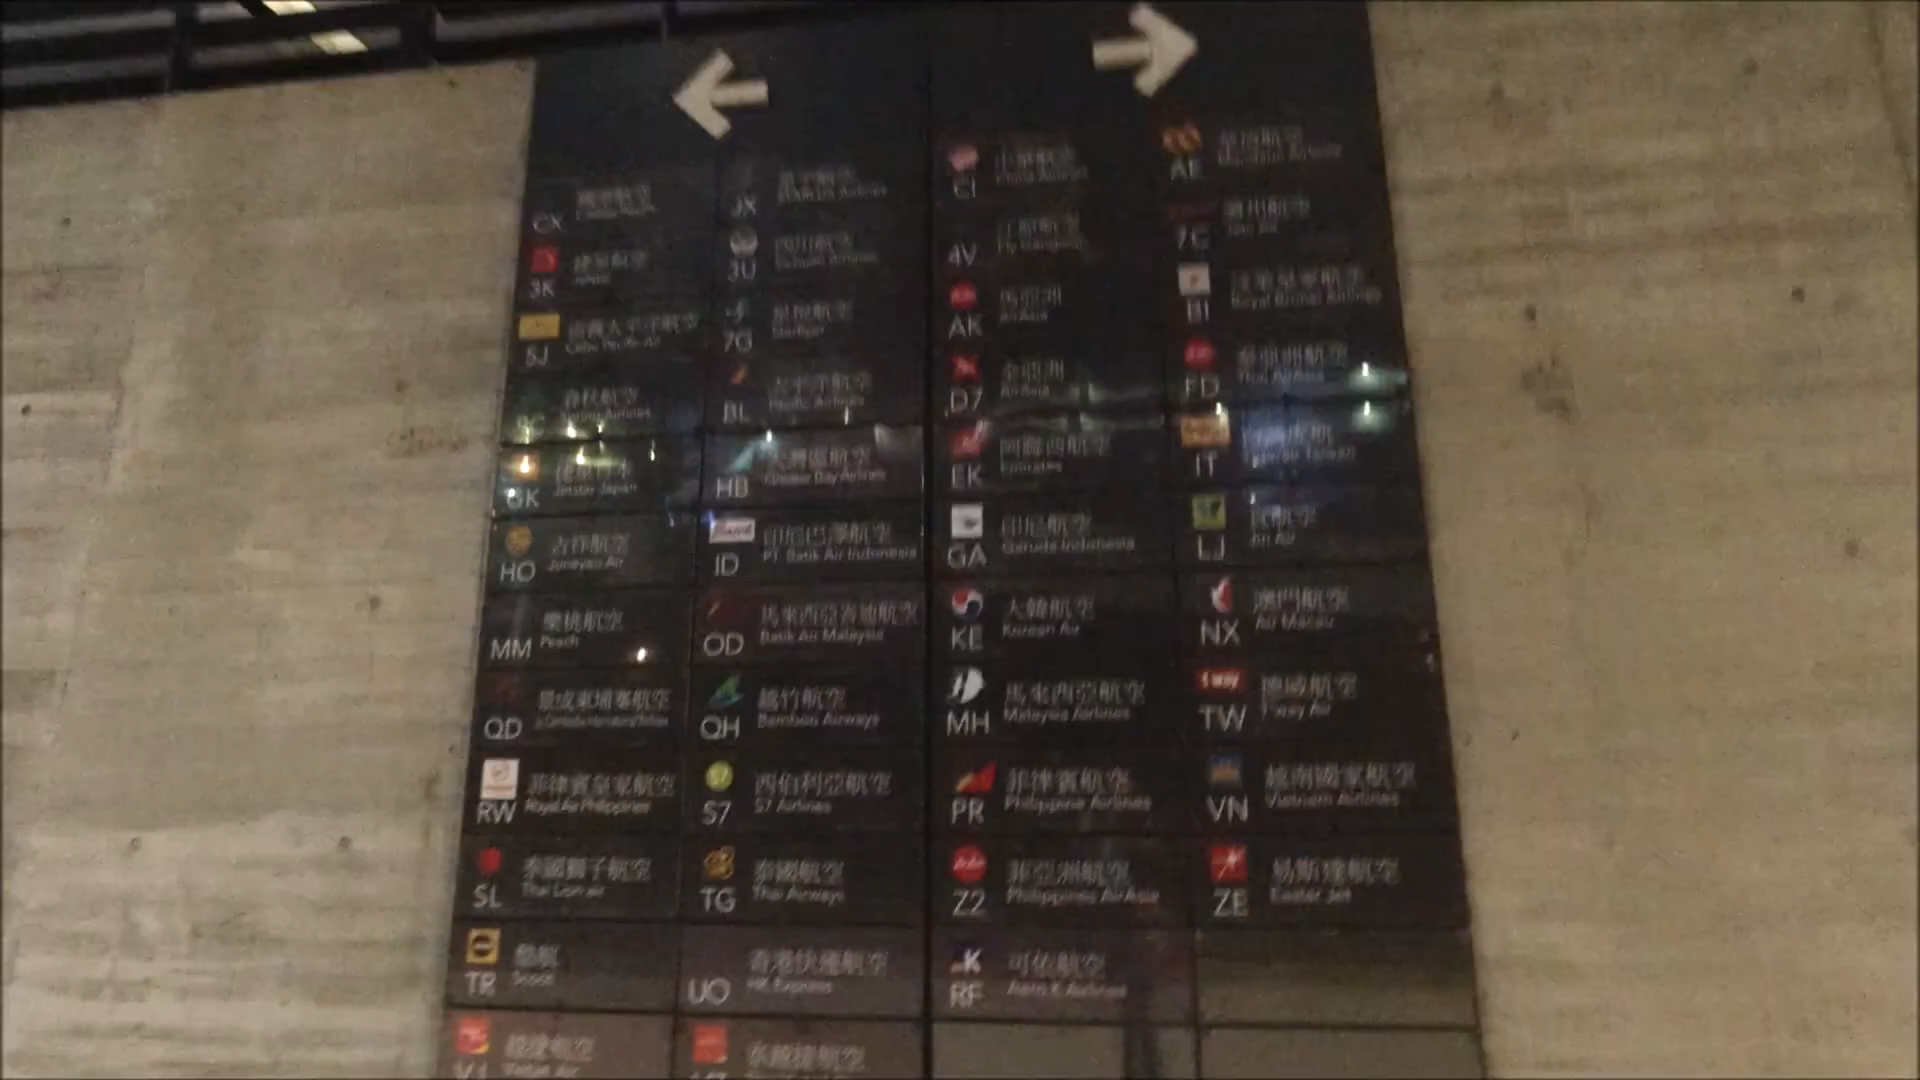 CX
國泰航空
3K
捷星航空
5J
宿霧太平洋航空
Cebu Pacific Air
春秋航空
Spring Airlines
GK
Jetstar Japan
HO
吉祥航空
Juneyao Air
MM
樂桃航空
Peach
QD
景成柬埔寨航空
RW
菲律賓皇家航空
Royal Air Philippines
SL
泰國獅子航空
Thai Lion air
TR
酷航
Scoot
越捷航空
Vietjet Air
JX
星宇航空
STARLUX Airlines
3U
四川航空
Sichuan Airlines
7G
星悅航空
Starflyer
BL
太平洋航空
Pacific Airlines
HB
大灣區航空
Greater Bay Airlines
ID
印尼巴澤航空
PT. Batik Air Indonesia
OD
馬來西亞峇迪航空
Batik Air Malaysia
QH
越竹航空
Bamboo Airways
S7
西伯利亞航空
S7 Airlines
TG
泰國航空
Thai Airways
UO
香港快運航空
HK Express
泰越捷航空
CI
中華航空
China Airlines
4V
AK
馬亞洲
AirAsia
D7
全亞洲
AirAsia
EK
阿聯酋航空
Emirates
GA
印尼航空
Garuda Indonesia
KE
大韓航空
Korean Air
MH
馬來西亞航空
Malaysia Airlines
PR
菲律賓航空
Philippine Airlines
Z2
菲亞洲航空
Philippines AirAsia
RF
可依航空
Aero K Airlines
AE
華信航空
Mandarin Airlines
7C
濟州航空
Jeju Air
BI
汶萊皇家航空
Royal Brunei Airlines
FD
泰亞洲航空
Thai AirAsia
IT
台灣虎航
Tigerair Taiwan
LJ
真航空
Jin Air
NX
澳門航空
Air Macau
TW
德威航空
T'way Air
VN
越南國家航空
Vietnam Airlines
ZE
易斯達航空
Eastar Jet